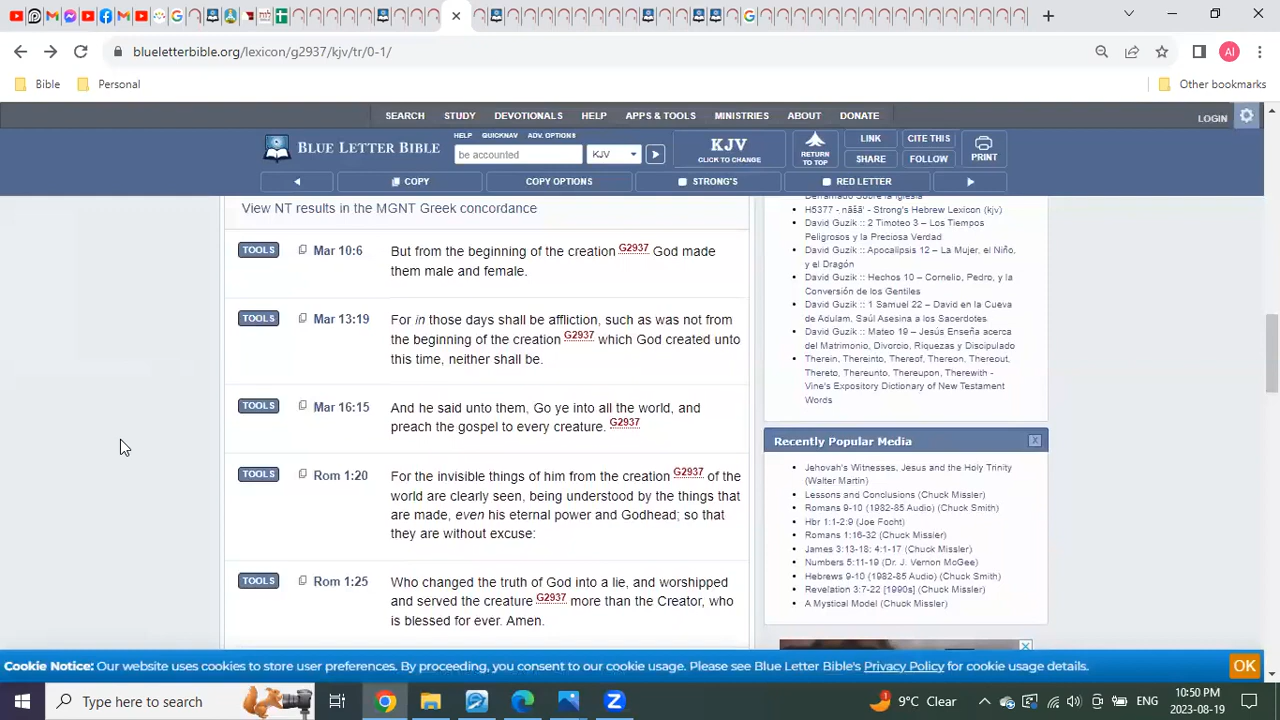 blueletterbible.org/lexicon/g2937/kjv/tr/0-1/
AI
Bible
Personal
Other bookmarks
SEARCH
STUDY
DEVOTIONALS
HELP
APPS & TOOLS
MINISTRIES
ABOUT
DONATE
LOGIN
BLUE LETTER BIBLE
HELP
QUICKNAV
ADV. OPTIONS
be accounted
KJV
KJV
CLICK TO CHANGE
RETURN
TO TOP
LINK
CITE THIS
SHARE
FOLLOW
PRINT
COPY
COPY OPTIONS
STRONG'S
RED LETTER
View NT results in the MGNT Greek concordance
TOOLS
Mar 10:6
But from the beginning of the creation G2937 God made
them male and female.
TOOLS
Mar 13:19
For in those days shall be affliction, such as was not from
the beginning of the creation G2937 which God created unto
this time, neither shall be.
TOOLS
Mar 16:15
And he said unto them, Go ye into all the world, and
preach the gospel to every creature. G2937
TOOLS
Rom 1:20
For the invisible things of him from the creation G2937 of the
world are clearly seen, being understood by the things that
are made, even his eternal power and Godhead; so that
they are without excuse:
TOOLS
Rom 1:25
Who changed the truth of God into a lie, and worshipped
and served the creature G2937 more than the Creator, who
is blessed for ever. Amen.
Derramado Sobre la Iglesia
H5377 - nāšā' - Strong's Hebrew Lexicon (kjv)
David Guzik :: 2 Timoteo 3 – Los Tiempos
Peligrosos y la Preciosa Verdad
David Guzik :: Apocalipsis 12 – La Mujer, el Niño,
y el Dragón
David Guzik :: Hechos 10 – Cornelio, Pedro, y la
Conversión de los Gentiles
David Guzik :: 1 Samuel 22 – David en la Cueva
de Adulam, Saúl Asesina a los Sacerdotes
David Guzik :: Mateo 19 – Jesús Enseña acerca
del Matrimonio, Divorcio, Riquezas y Discipulado
Therein, Thereinto, Thereof, Thereon, Thereout,
Thereto, Thereunto, Thereupon, Therewith -
Vine's Expository Dictionary of New Testament
Words
Recently Popular Media
X
Jehovah's Witnesses, Jesus and the Holy Trinity
(Walter Martin)
Lessons and Conclusions (Chuck Missler)
Romans 9-10 (1982-85 Audio) (Chuck Smith)
Hbr 1:1-2:9 (Joe Focht)
Romans 1:16-32 (Chuck Missler)
James 3:13-18; 4:1-17 (Chuck Missler)
Numbers 5:11-19 (Dr. J. Vernon McGee)
Hebrews 9-10 (1982-85 Audio) (Chuck Smith)
Revelation 3:7-22 [1990s] (Chuck Missler)
A Mystical Model (Chuck Missler)
Cookie Notice: Our website uses cookies to store user preferences. By proceeding, you consent to our cookie usage. Please see Blue Letter Bible's Privacy Policy for cookie usage details.
OK
Type here to search
1
9°C Clear
ENG
10:50 PM
2023-08-19